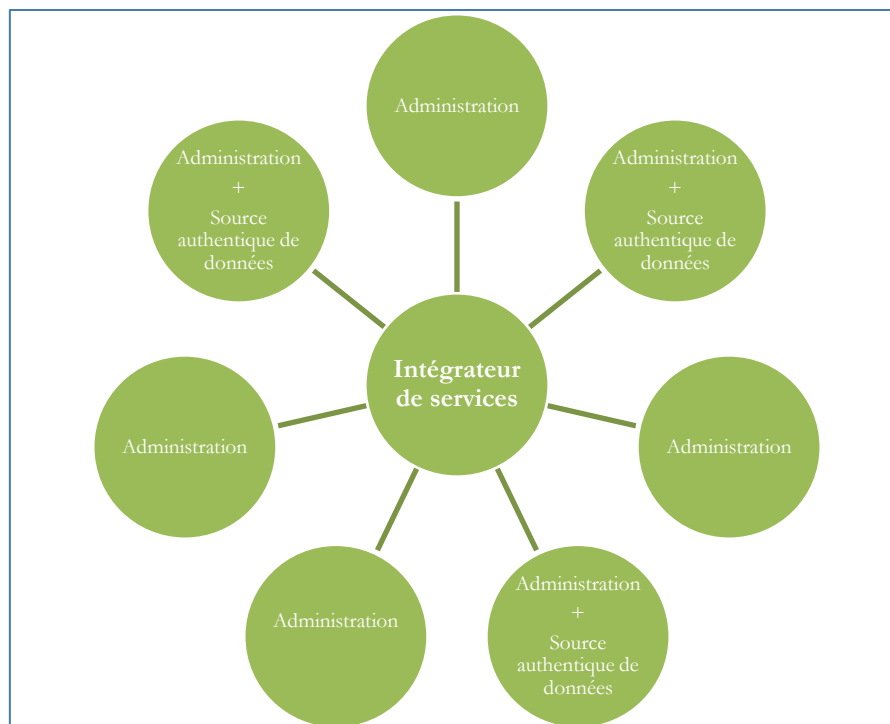 Administration
Administration
+
Source
authentique de
données
Administration
+
Source
authentique de
données
Intégrateur
de services
Administration
Administration
Administration
Administration
+
Source
authentique de
données